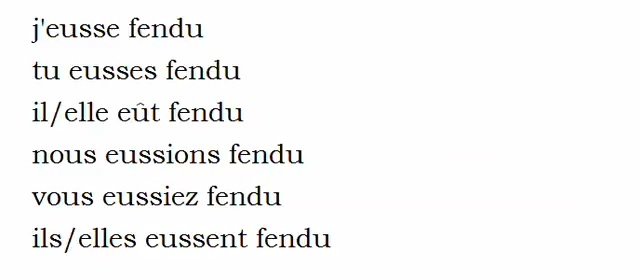 j'eusse fendu
tu eusses fendu
il/elle eût fendu
nous eussions fendu
vous eussiez fendu
ils/elles eussent fendu